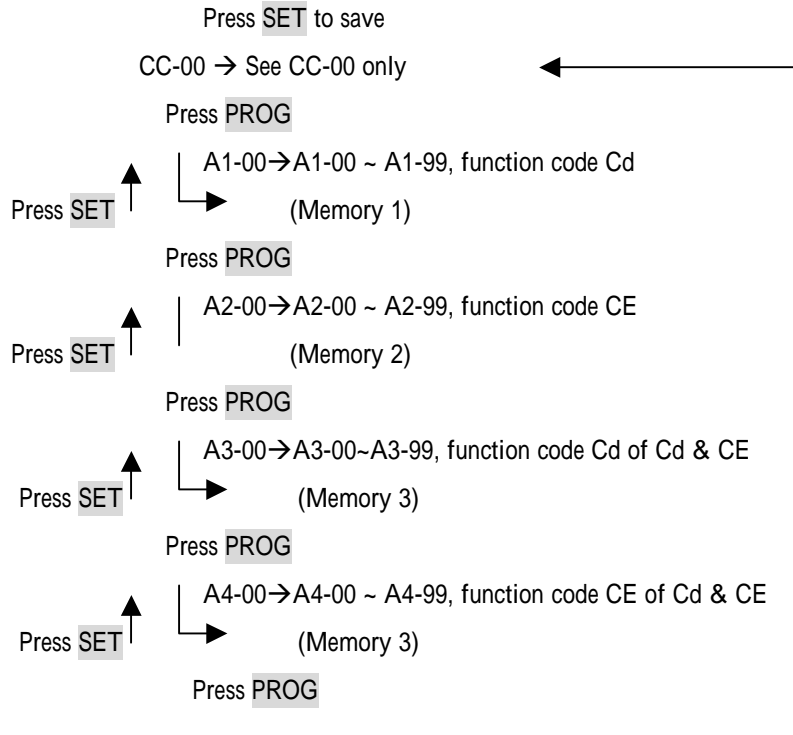 Press SET to save
CC-00 → See CC-00 only
Press PROG
A1-00→A1-00 ~ A1-99, function code Cd
Press SET (Memory 1)
Press PROG
A2-00→A2-00 ~ A2-99, function code CE
Press SET (Memory 2)
Press PROG
A3-00→A3-00~A3-99, function code Cd of Cd & CE
Press SET (Memory 3)
Press PROG
A4-00→A4-00 ~ A4-99, function code CE of Cd & CE
Press SET (Memory 3)
Press PROG